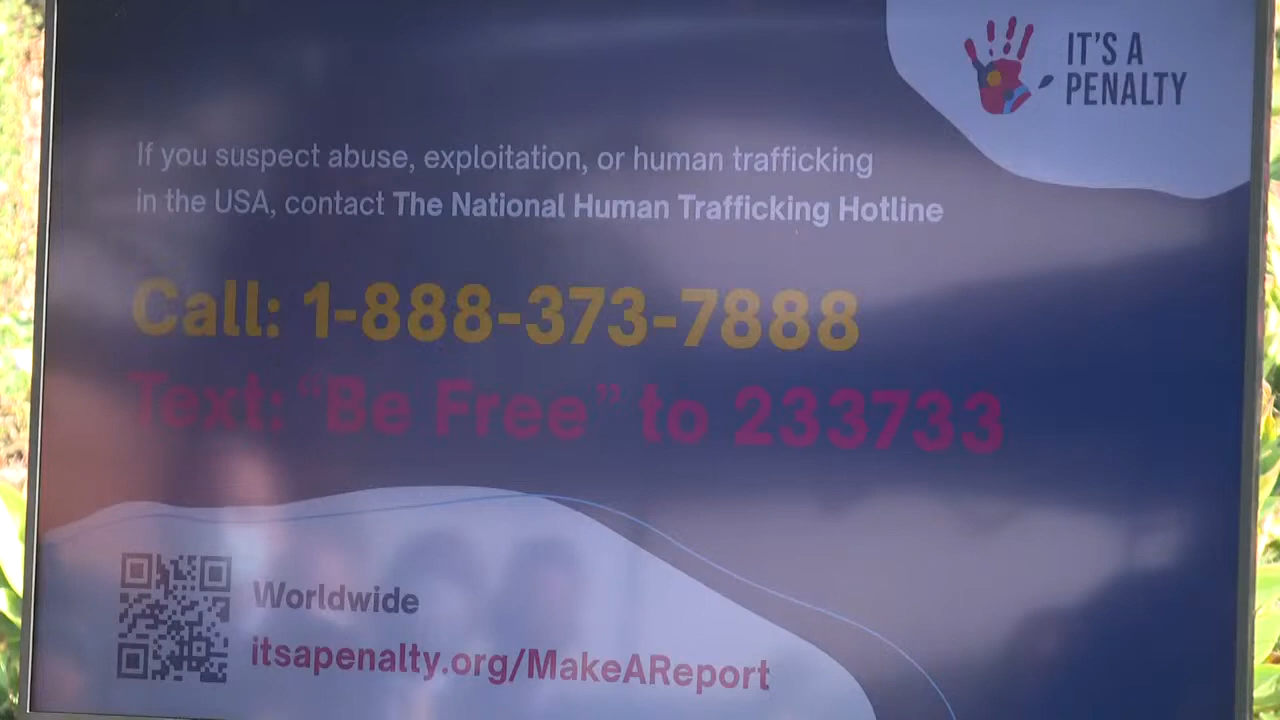 IT'S A
PENALTY
If you suspect abuse, exploitation, or human trafficking
in the USA, contact The National Human Trafficking Hotline
Call: 1-888-373-7888
Text: “Be Free” to 233733
Worldwide
itsapenalty.org/MakeAReport